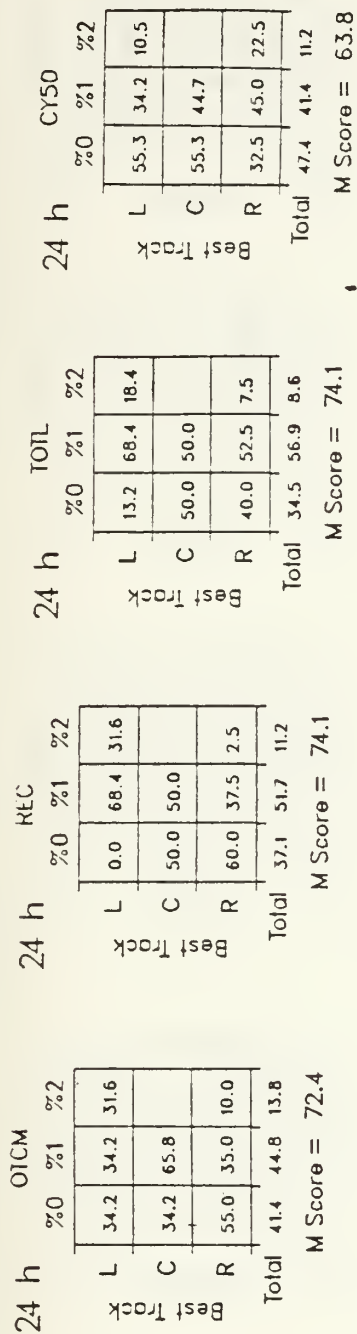 24 h OTCM
%0 %1 %2
L 34.2 34.2 31.6
C 34.2 65.8
R 55.0 35.0 10.0
Best Track
Total 41.4 44.8 13.8
M Score = 72.4
24 h REC
%0 %1 %2
L 0.0 68.4 31.6
C 50.0 50.0
R 60.0 37.5 2.5
Best Track
Total 37.1 51.7 11.2
M Score = 74.1
24 h TOTL
%0 %1 %2
L 13.2 68.4 18.4
C 50.0 50.0
R 40.0 52.5 7.5
Best Track
Total 34.5 56.9 8.6
M Score = 74.1
24 h CY50
%0 %1 %2
L 55.3 34.2 10.5
C 55.3 44.7
R 32.5 45.0 22.5
Best Track
Total 47.4 41.4 11.2
M Score = 63.8